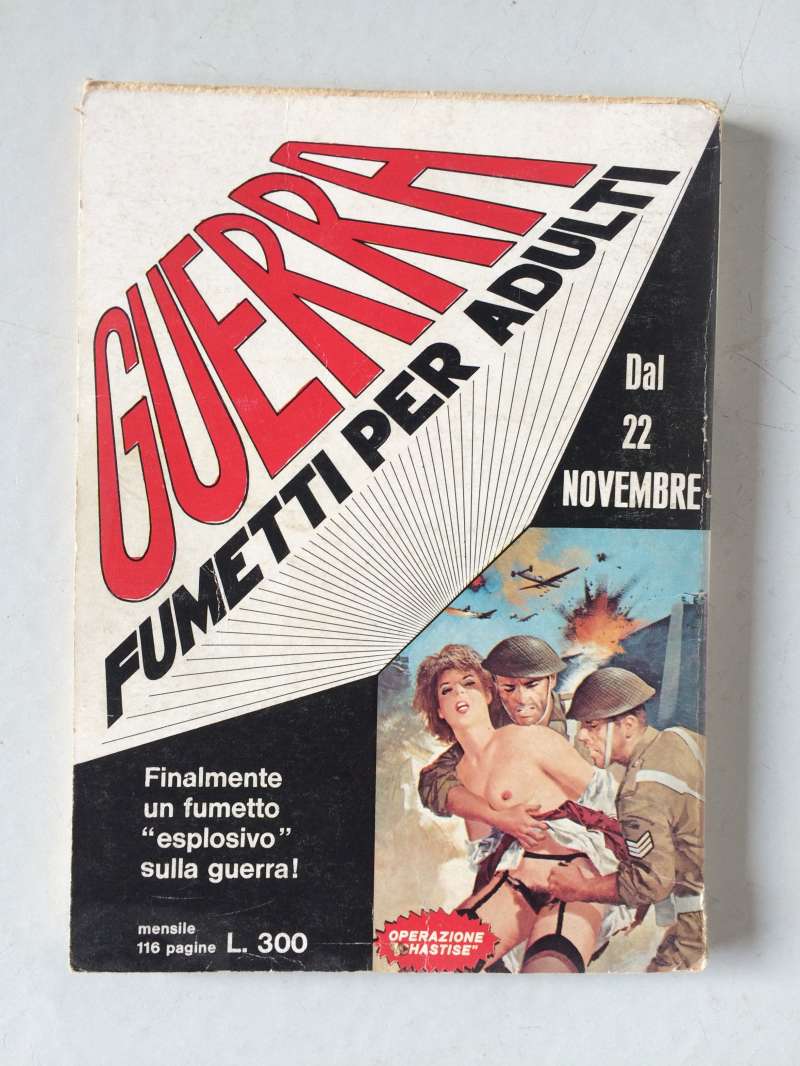 GUERRA
FUMETTI PER ADULTI
Dal
22
NOVEMBRE
Finalmente
un fumetto
“esplosivo”
sulla guerra!
mensile
116 pagine L. 300
OPERAZIONE
"CHASTISE"